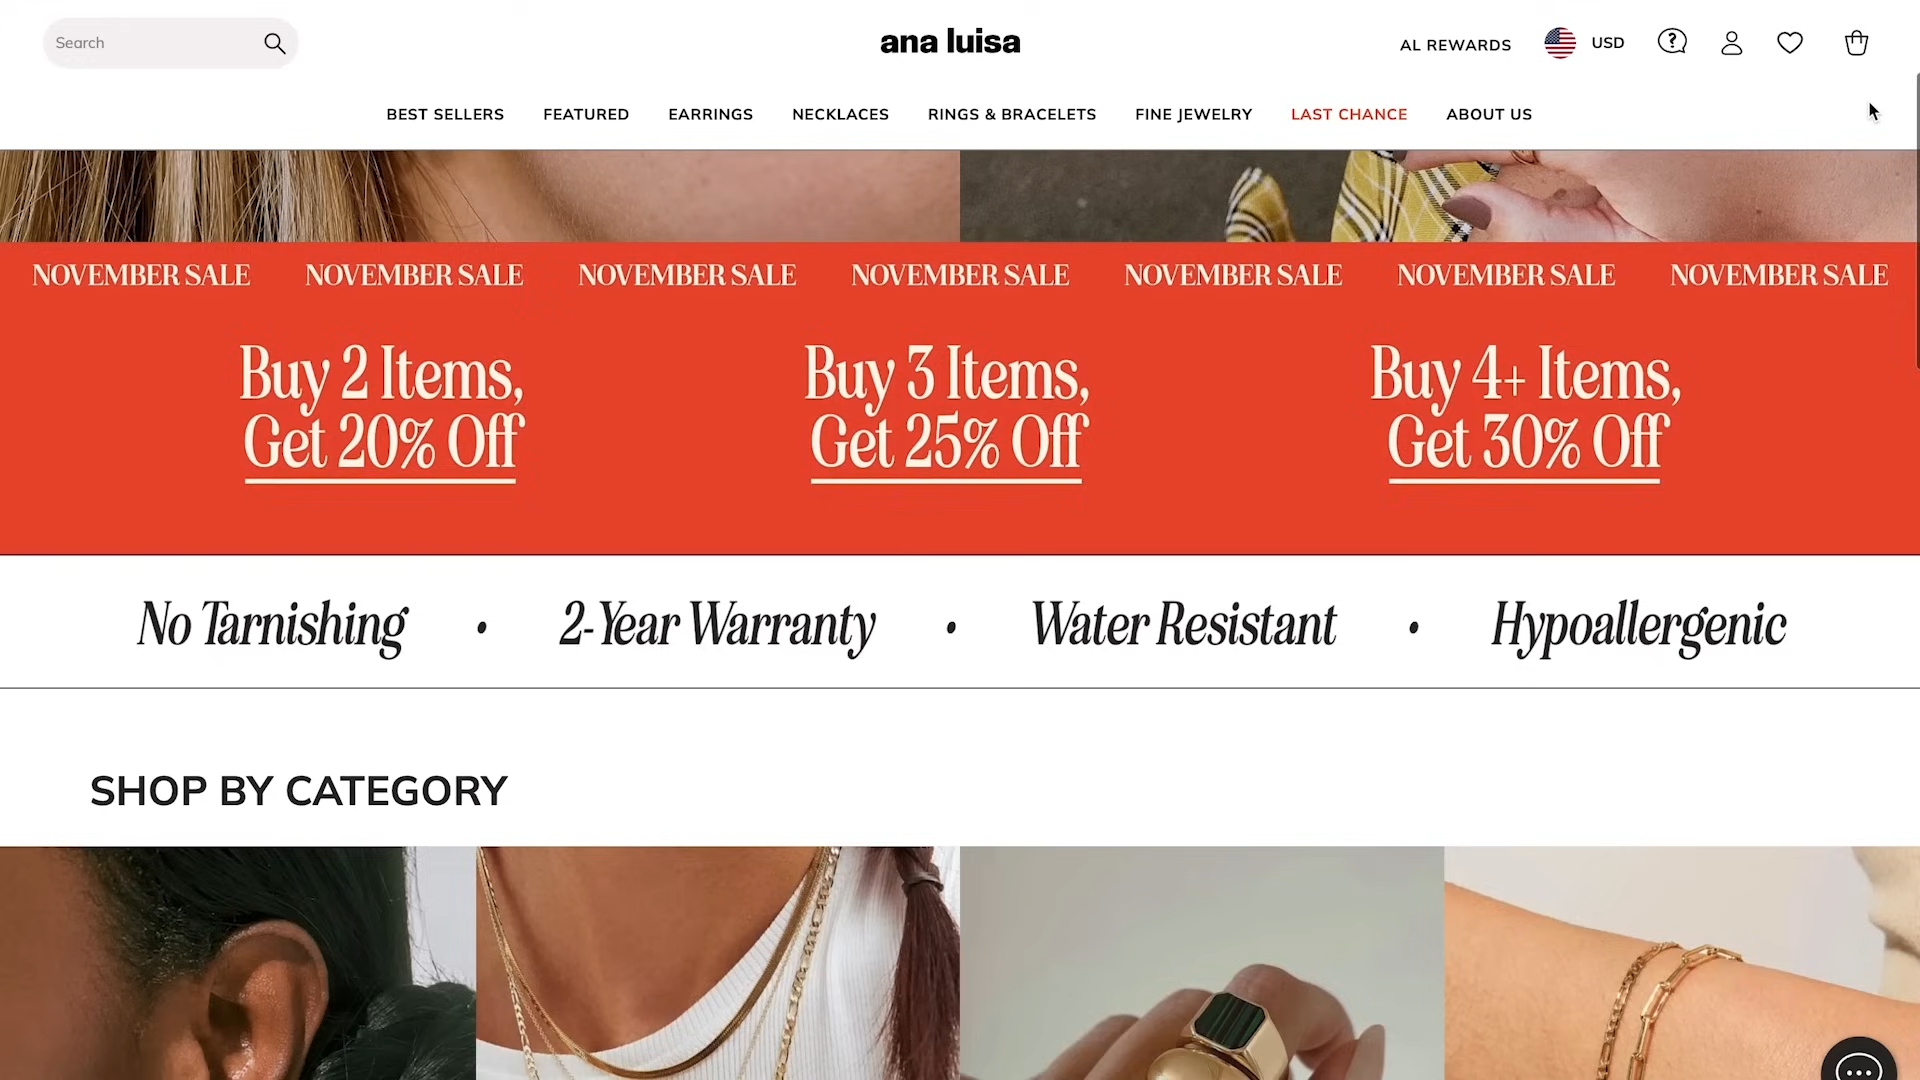 Search
ana luisa
AL REWARDS
USD
BEST SELLERS
FEATURED
EARRINGS
NECKLACES
RINGS & BRACELETS
FINE JEWELRY
LAST CHANCE
ABOUT US
NOVEMBER SALE NOVEMBER SALE NOVEMBER SALE NOVEMBER SALE NOVEMBER SALE NOVEMBER SALE NOVEMBER SALE
Buy 2 Items,
Get 20% Off
Buy 3 Items,
Get 25% Off
Buy 4+ Items,
Get 30% Off
No Tarnishing • 2-Year Warranty • Water Resistant • Hypoallergenic
SHOP BY CATEGORY